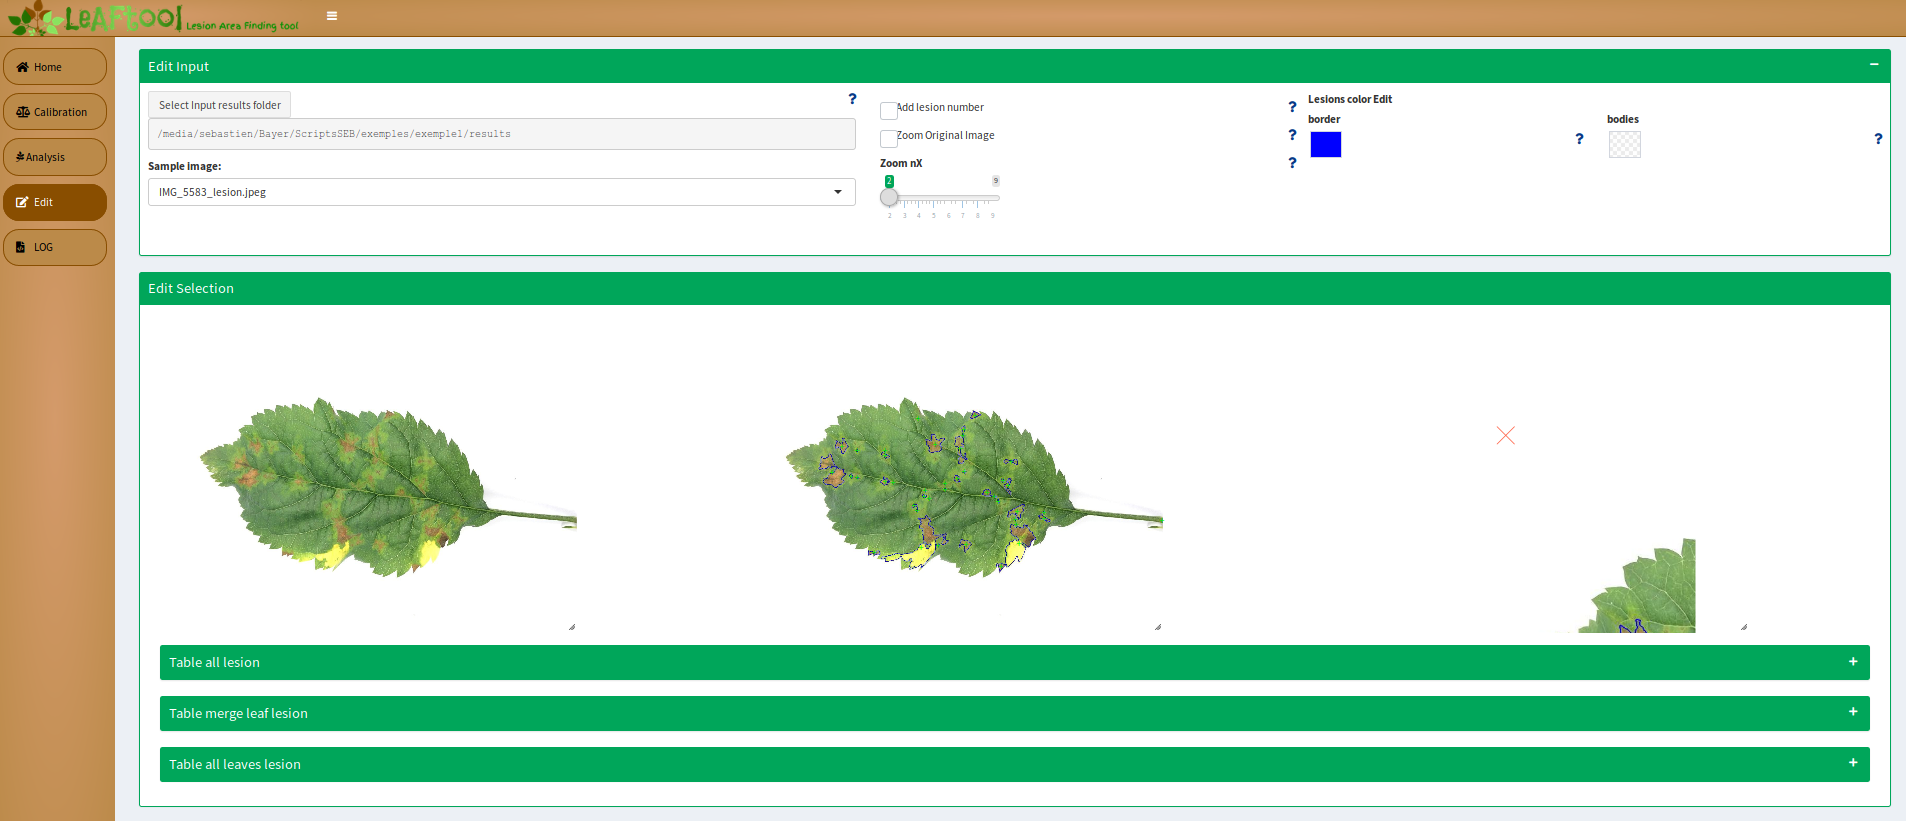 LeAFtool Lesion Area Finding tool
Home
Calibration
Analysis
Edit
LOG
Edit Input
Select Input results folder
?
/media/sebastien/Bayer/ScriptsSEB/exemples/exemple1/results
Sample image:
IMG_5583_lesion.jpeg
Add lesion number
?
Zoom Original Image
?
Zoom nX
?
2 9
2 3 4 5 6 7 8 9
Lesions color Edit
border
?
bodies
?
Edit Selection
Table all lesion
Table merge leaf lesion
Table all leaves lesion